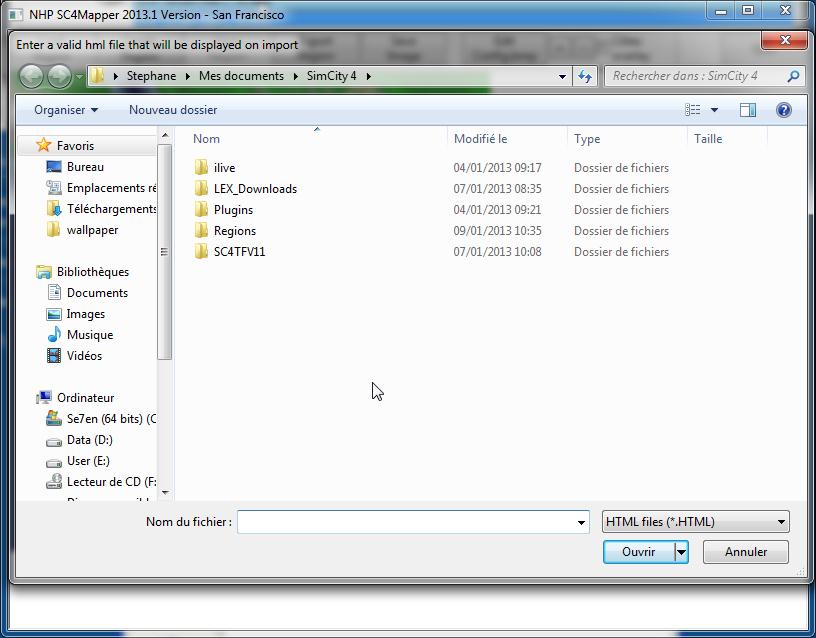 NHP SC4Mapper 2013.1 Version - San Francisco
Enter a valid hml file that will be displayed on import
Stephane Mes documents SimCity 4
Rechercher dans : SimCity 4
Organiser Nouveau dossier
Nom Modifié le Type Taille
Favoris
Bureau
Emplacements ré
Téléchargements
wallpaper
Bibliothèques
Documents
Images
Musique
Vidéos
Ordinateur
Se7en (64 bits) (C
Data (D:)
User (E:)
Lecteur de CD (F:
ilive 04/01/2013 09:17 Dossier de fichiers
LEX_Downloads 07/01/2013 08:35 Dossier de fichiers
Plugins 04/01/2013 09:21 Dossier de fichiers
Regions 09/01/2013 10:35 Dossier de fichiers
SC4TFV11 07/01/2013 10:08 Dossier de fichiers
Nom du fichier :
HTML files (*.HTML)
Ouvrir Annuler